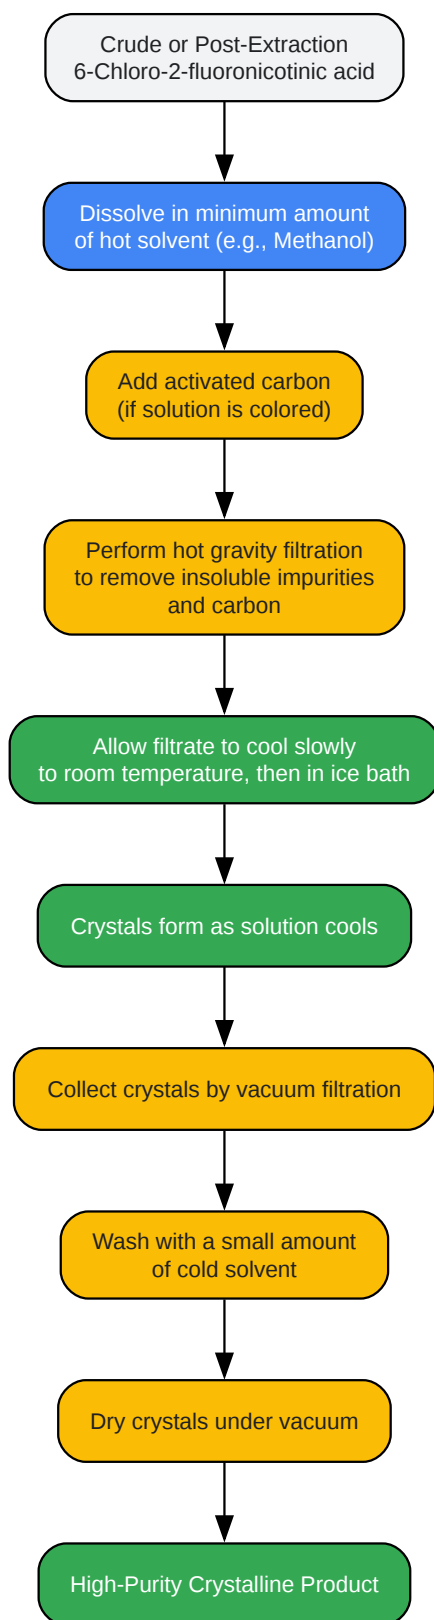 Crude or Post-Extraction
6-Chloro-2-fluoronicotinic acid
Dissolve in minimum amount
of hot solvent (e.g., Methanol)
Add activated carbon
(if solution is colored)
Perform hot gravity filtration
to remove insoluble impurities
and carbon
Allow filtrate to cool slowly
to room temperature, then in ice bath
Crystals form as solution cools
Collect crystals by vacuum filtration
Wash with a small amount
of cold solvent
Dry crystals under vacuum
High-Purity Crystalline Product